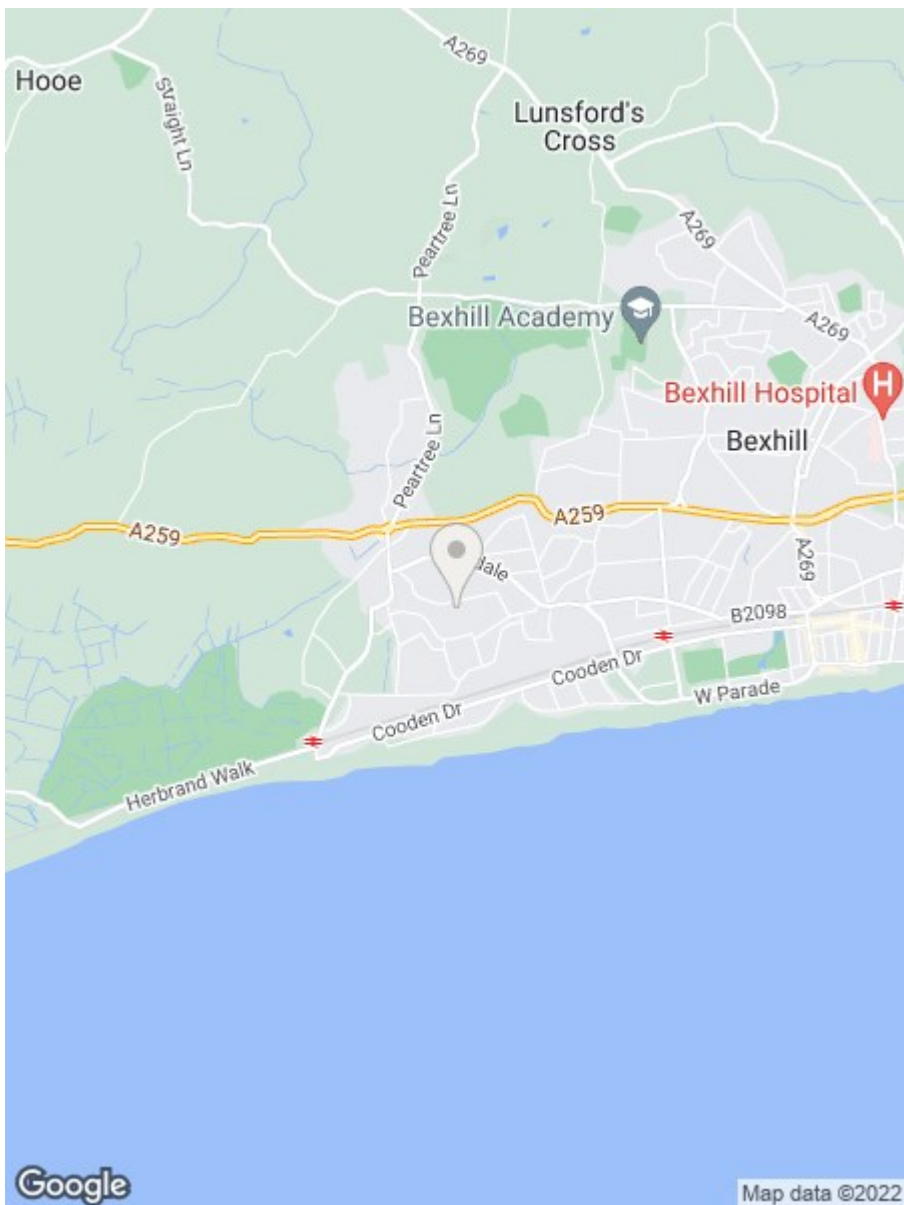 A269
Hooe
Straight Ln
Lunsford's
Cross
Peartree Ln
A269
Bexhill Academy
A269
Bexhill Hospital
H
Bexhill
Peartree Ln
A259
A259
dale
A269
B2098
Cooden Dr
W Parade
Cooden Dr
Herbrand Walk
Google
Map data ©2022